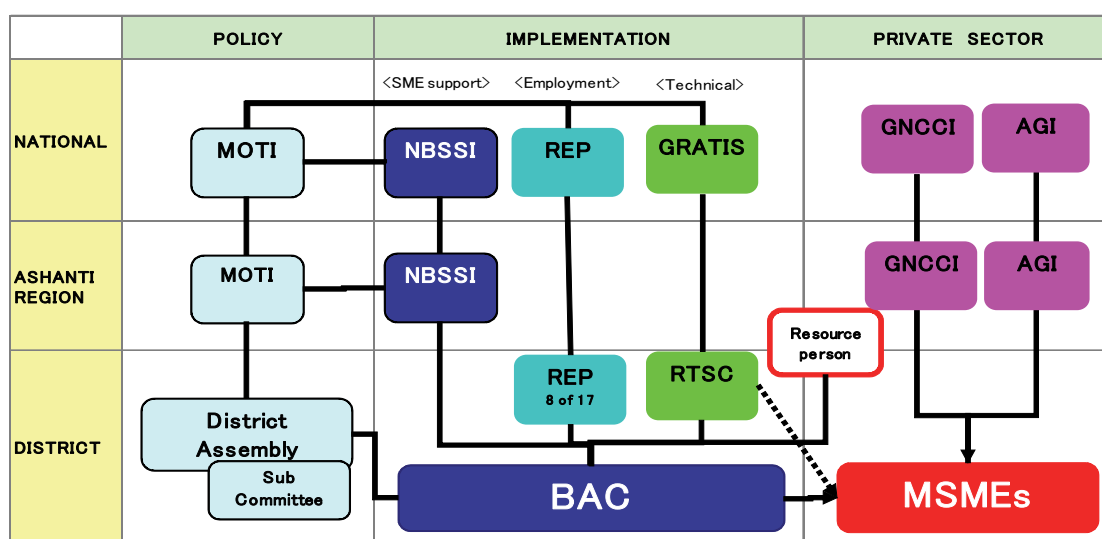 POLICY
IMPLEMENTATION
PRIVATE SECTOR
<SME support>
<Employment>
<Technical>
NATIONAL
MOTI
NBSSI
REP
GRATIS
GNCCI
AGI
ASHANTI
REGION
MOTI
NBSSI
GNCCI
AGI
Resource
person
DISTRICT
REP
8 of 17
RTSC
District
Assembly
Sub
Committee
BAC
MSMEs